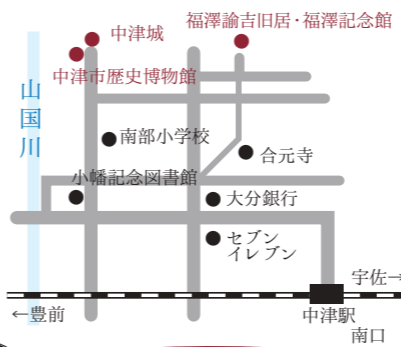 福澤諭吉旧居・福澤記念館
中津城
中津市歴史博物館
山国川
南部小学校
合元寺
小幡記念図書館
大分銀行
セブン
イレブン
宇佐→
←豊前
中津駅
南口